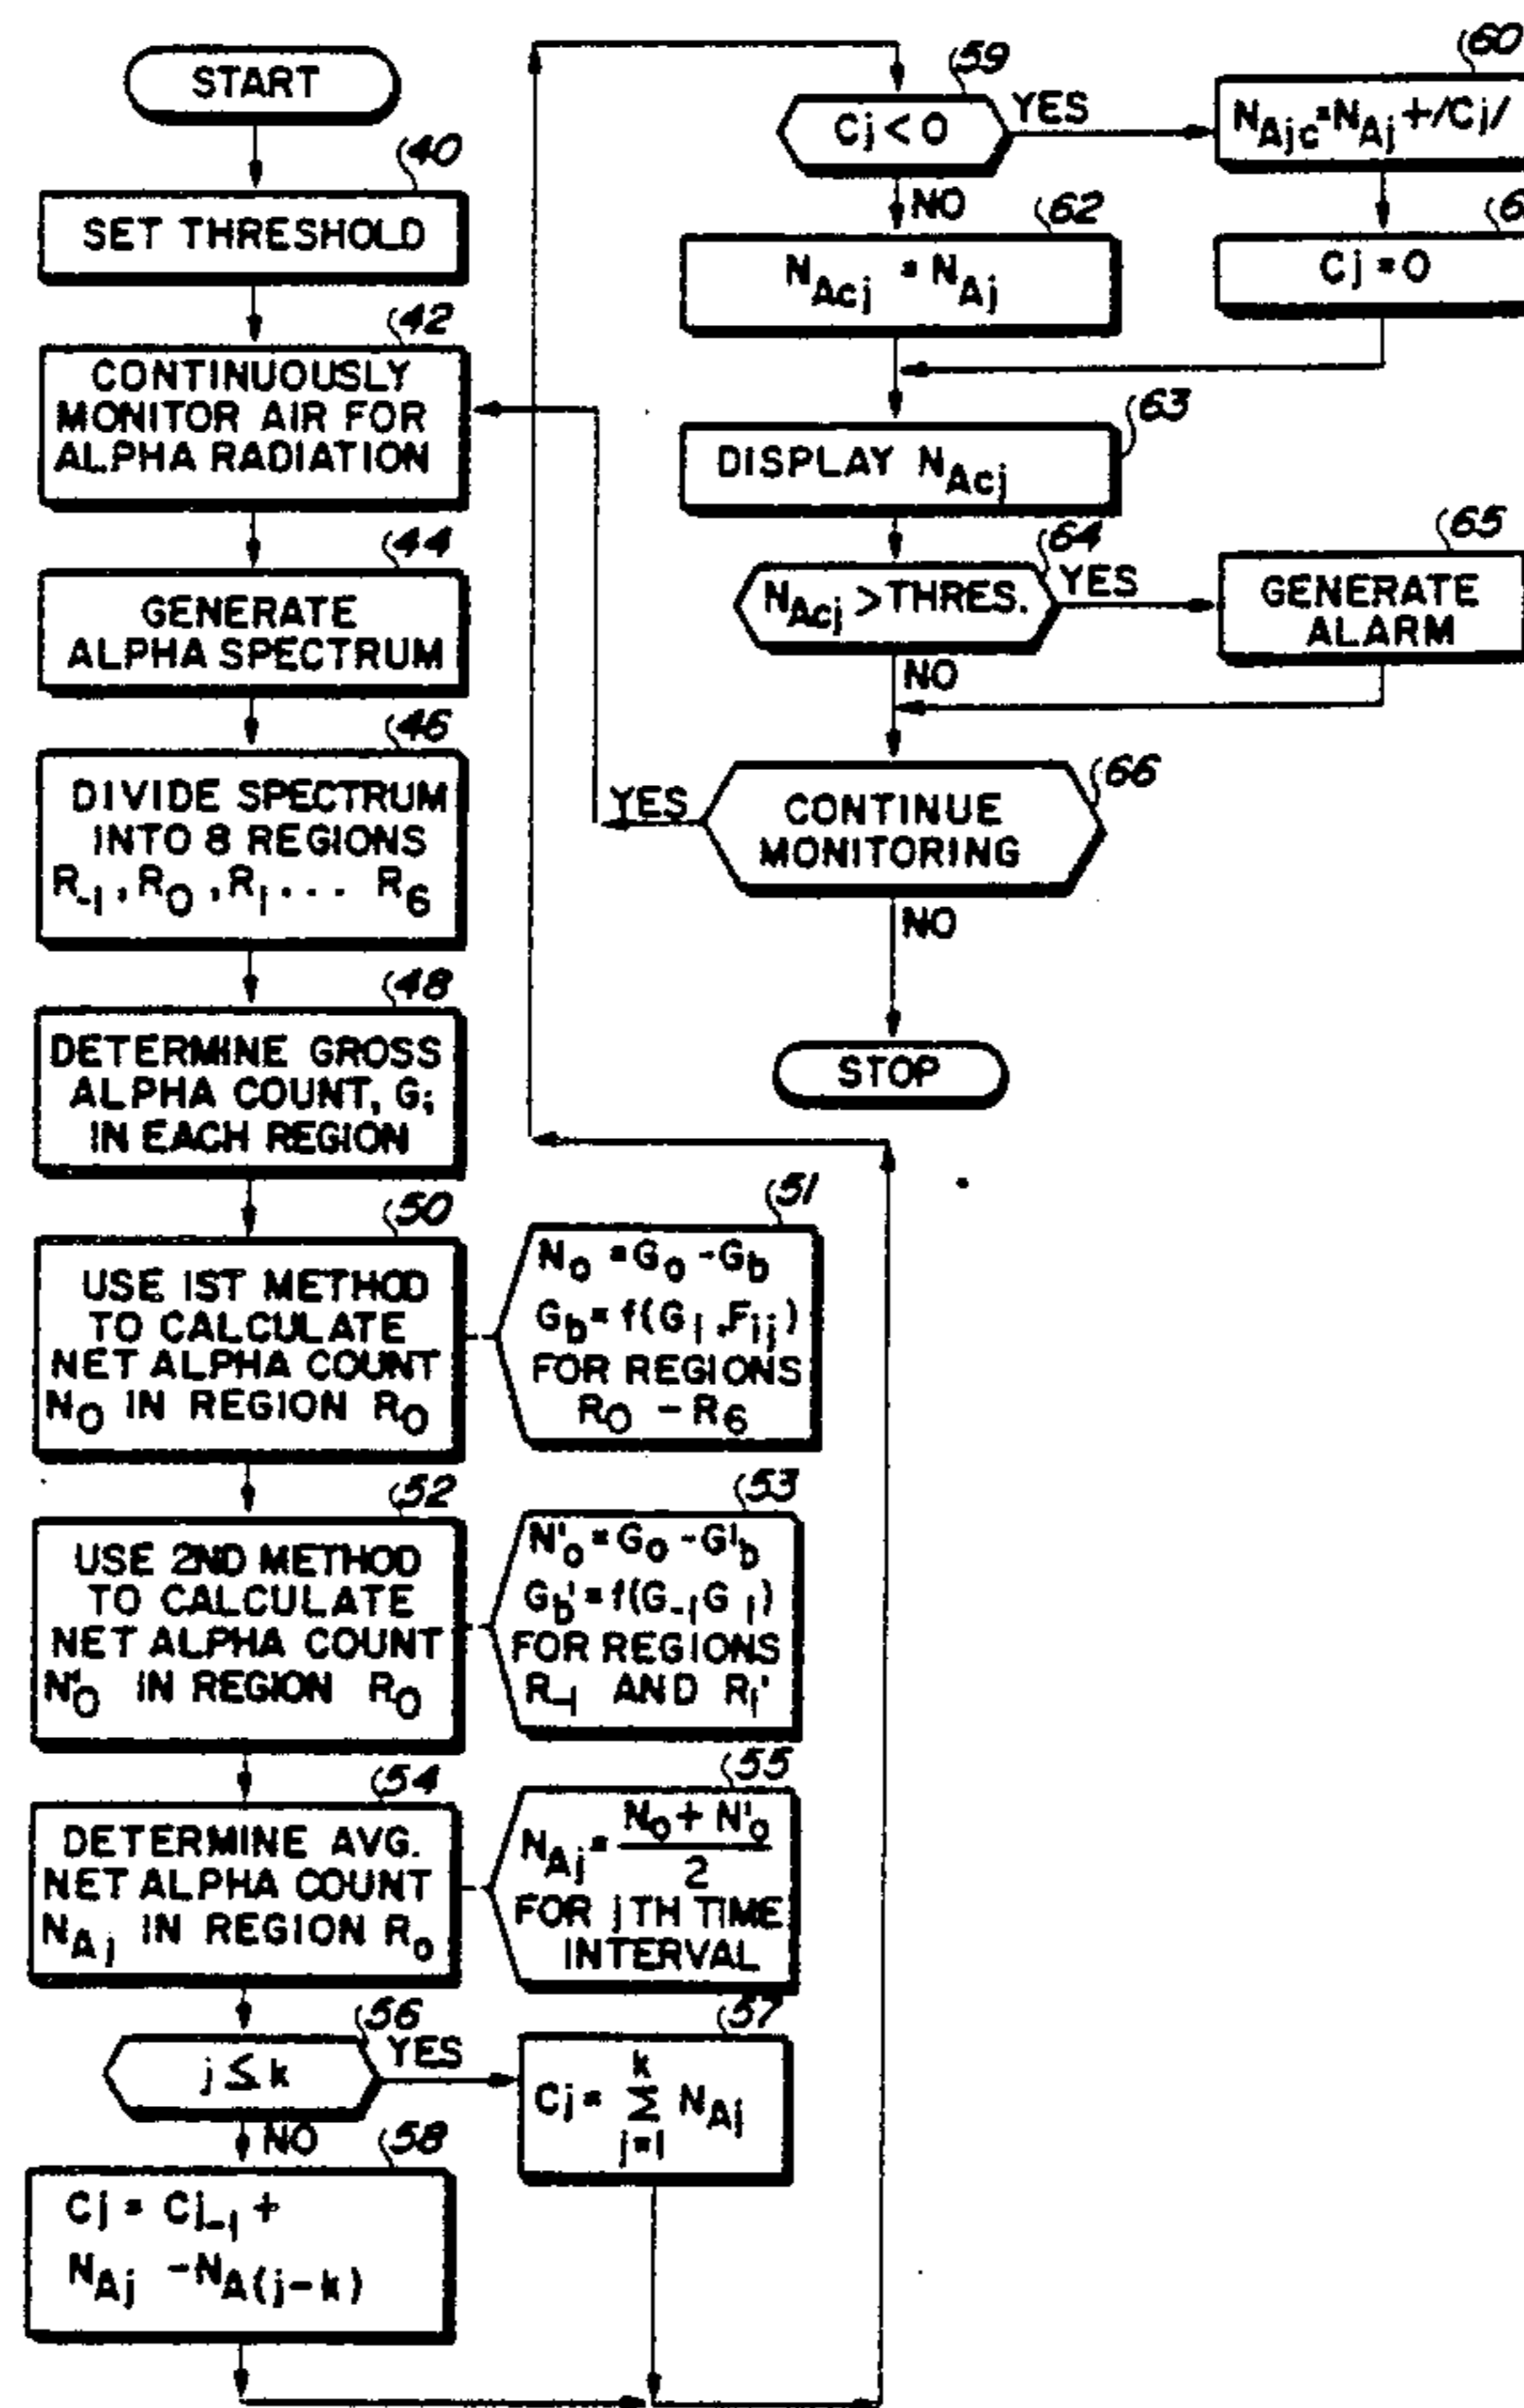 START
40
SET THRESHOLD
42
CONTINUOUSLY
MONITOR AIR FOR
ALPHA RADIATION
44
GENERATE
ALPHA SPECTRUM
46
DIVIDE SPECTRUM
INTO 8 REGIONS
R-1, R0, R1 ... R6
48
DETERMINE GROSS
ALPHA COUNT, Gi
IN EACH REGION
50
USE 1ST METHOD
TO CALCULATE
NET ALPHA COUNT
N0 IN REGION R0
51
No = Go - Gb
Gb = f(Gi, Fij)
FOR REGIONS
R0 - R6
52
USE 2ND METHOD
TO CALCULATE
NET ALPHA COUNT
N'0 IN REGION R0
53
N'o = Go - G'b
Gb' = f(G-1 G1)
FOR REGIONS
R-1 AND R1'
54
DETERMINE AVG.
NET ALPHA COUNT
NAj IN REGION Ro
55
NAj = No + N'o
2
FOR jTH TIME
INTERVAL
56
j ≤ k
YES
NO
57
k
Cj = Σ NAj
j=1
58
Cj = Cj-1 +
NAj - NA(j-k)
59
Cj < 0
YES
NO
60
NAjc = NAj + /Cj/
6
Cj = 0
62
NAcj = NAj
63
DISPLAY NAcj
64
NAcj > THRES.
YES
NO
65
GENERATE
ALARM
66
CONTINUE
MONITORING
YES
NO
STOP